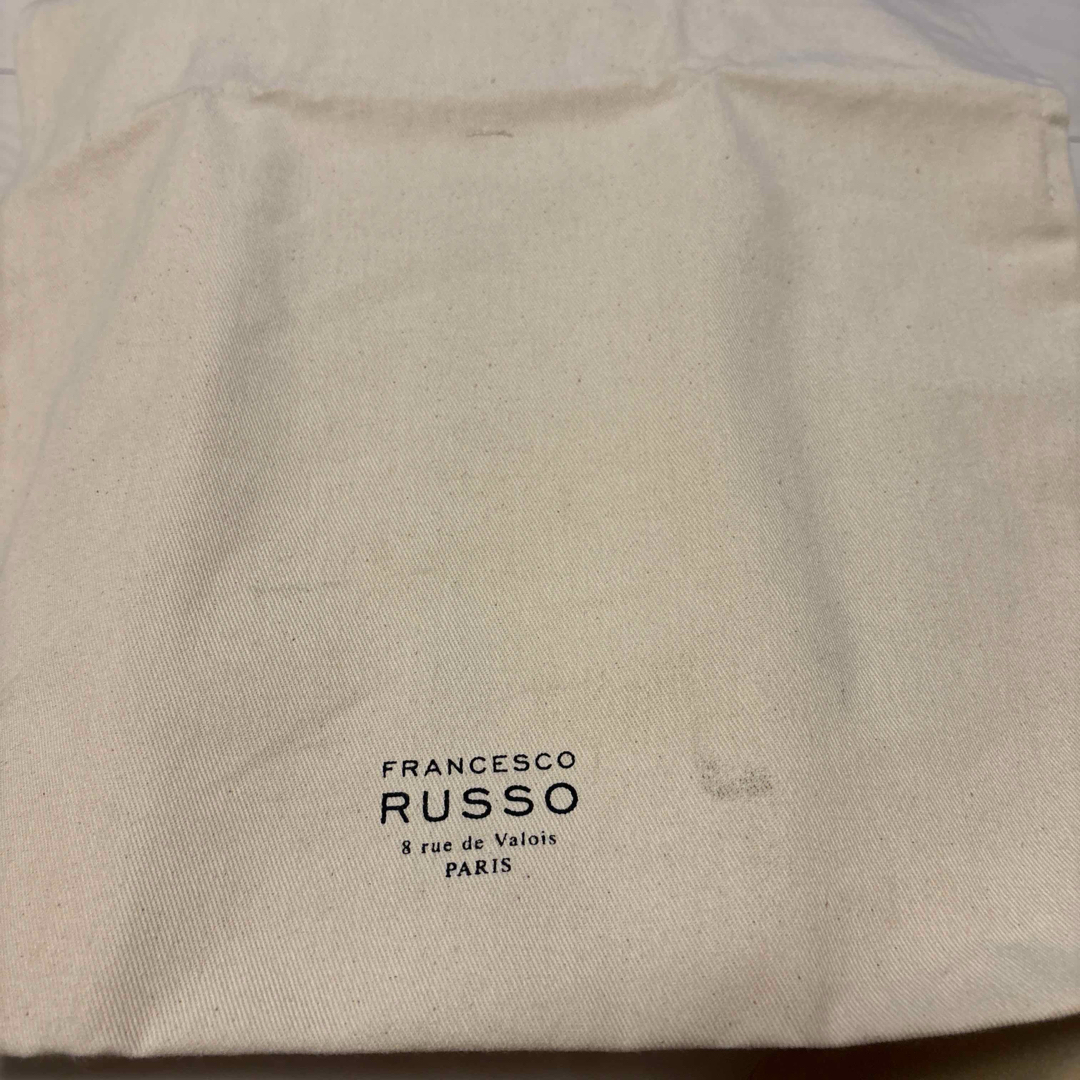 FRANCESCO
RUSSO
8 rue de Valois
PARIS